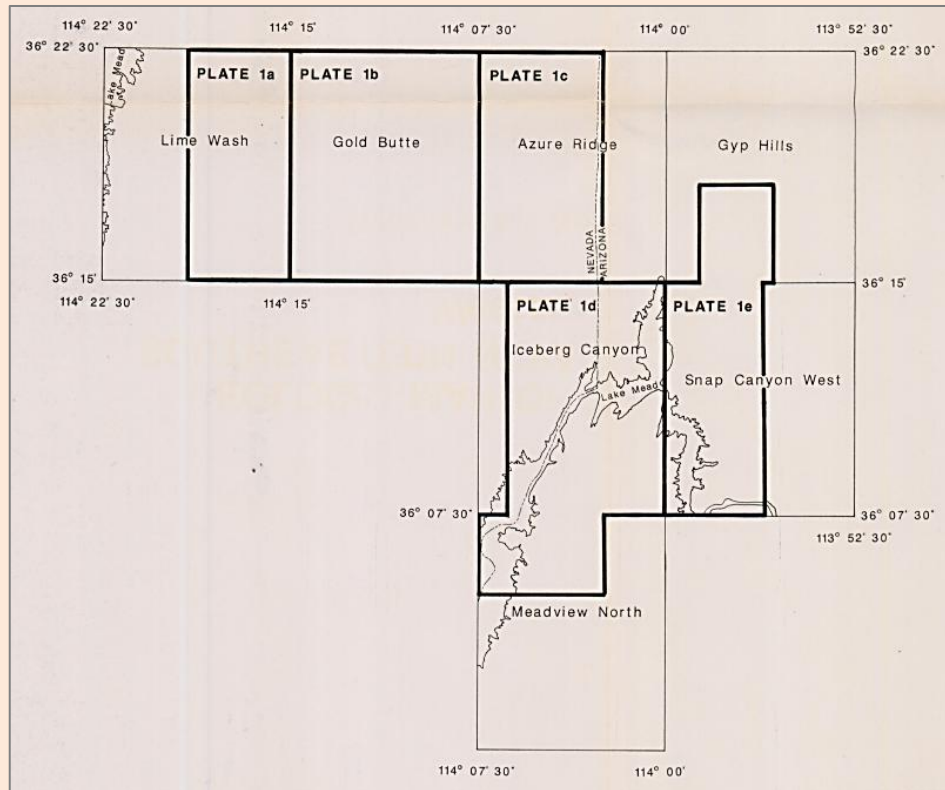 114° 22' 30"
114° 15'
114° 07' 30"
114° 00'
113° 52' 30"
36° 22' 30"
36° 22' 30"
Lake Mead
PLATE 1a
PLATE 1b
PLATE 1c
Lime Wash
Gold Butte
Azure Ridge
Gyp Hills
NEVADA
ARIZONA
36° 15'
36° 15'
114° 22' 30"
114° 15'
PLATE 1d
PLATE 1e
Iceberg Canyon
Snap Canyon West
Lake Mead
36° 07' 30"
36° 07' 30"
113° 52' 30"
Meadview North
114° 07' 30"
114° 00'